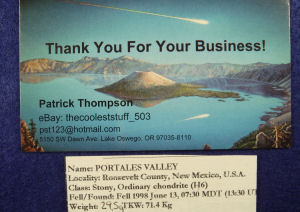 Thank You For Your Business!
Patrick Thompson
eBay: thecooleststuff_503
pst123@hotmail.com
5150 SW Dawn Ave. Lake Oswego, OR 97035-8110
Name: PORTALES VALLEY
Locality: Roosevelt County, New Mexico, U.S.A.
Class: Stony, Ordinary chondrite (H6)
Fell/Found: Fell 1998 June 13, 07:30 MDT (13:30 UT
Weight: TKW: 71.4 Kg